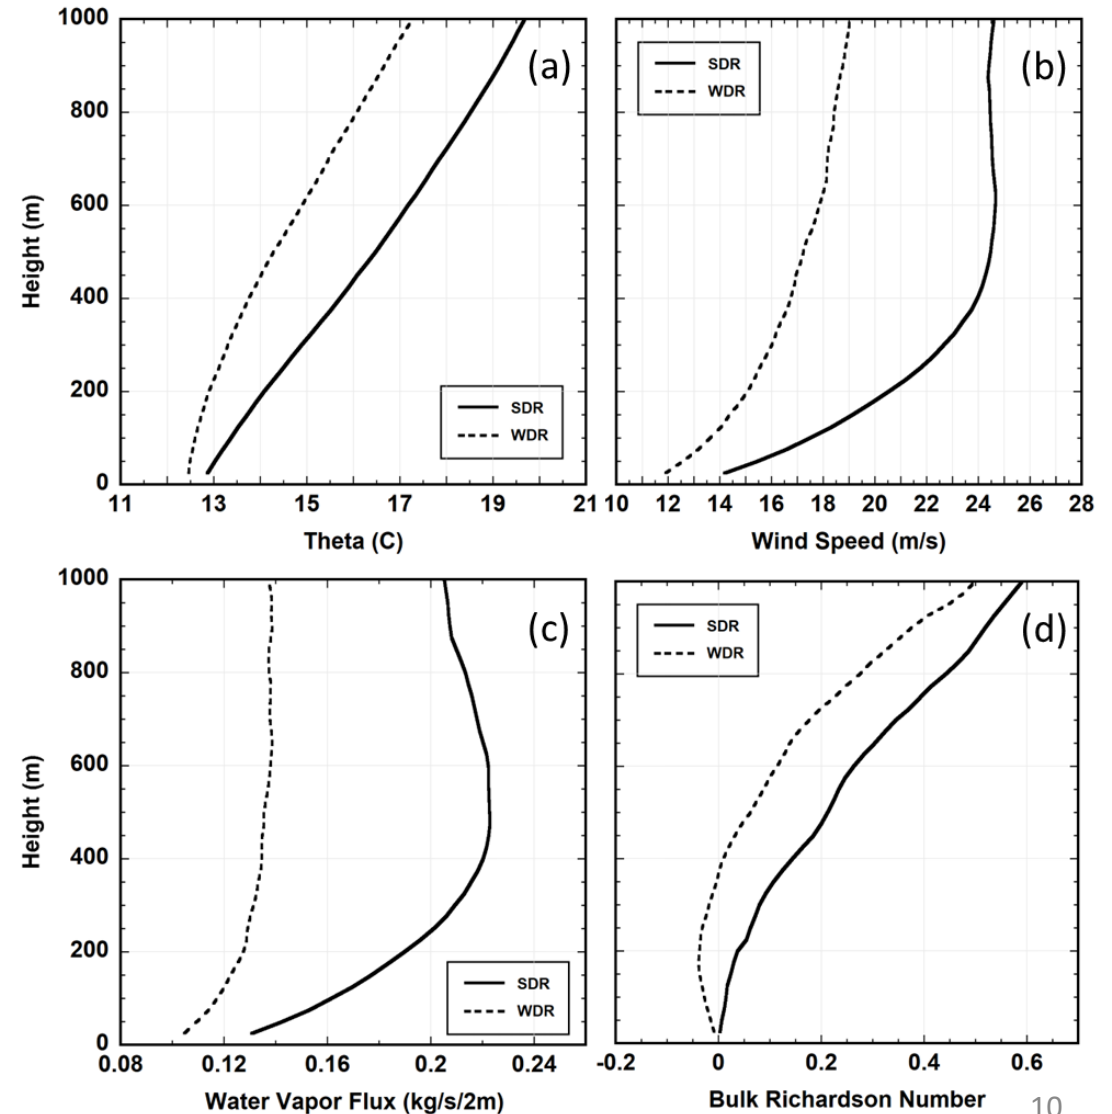 (a)
(b)
1000
800
600
400
200
0
Height (m)
SDR
WDR
11 13 15 17 19 21
Theta (C)
SDR
WDR
10 12 14 16 18 20 22 24 26 28
Wind Speed (m/s)
(c)
(d)
1000
800
600
400
200
0
Height (m)
SDR
WDR
0.08 0.12 0.16 0.2 0.24
Water Vapor Flux (kg/s/2m)
SDR
WDR
-0.2 0 0.2 0.4 0.6
Bulk Richardson Number
10